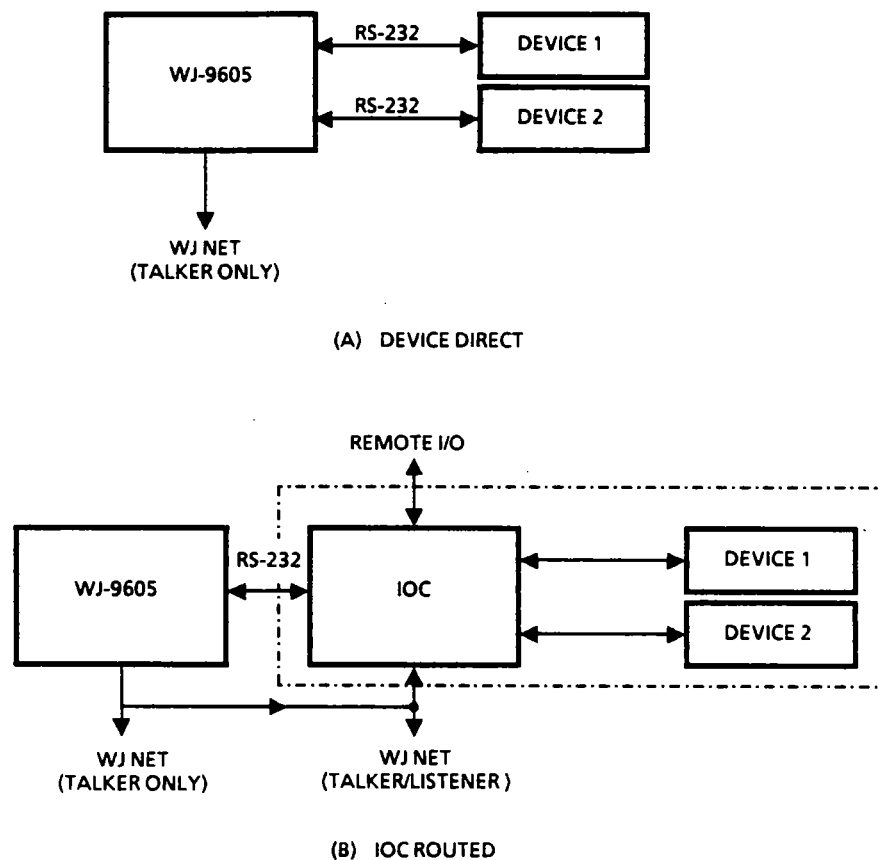 WJ-9605
RS-232
DEVICE 1
RS-232
DEVICE 2
WJ NET
(TALKER ONLY)
(A) DEVICE DIRECT
REMOTE I/O
WJ-9605
RS-232
IOC
DEVICE 1
DEVICE 2
WJ NET
(TALKER ONLY)
WJ NET
(TALKER/LISTENER)
(B) IOC ROUTED